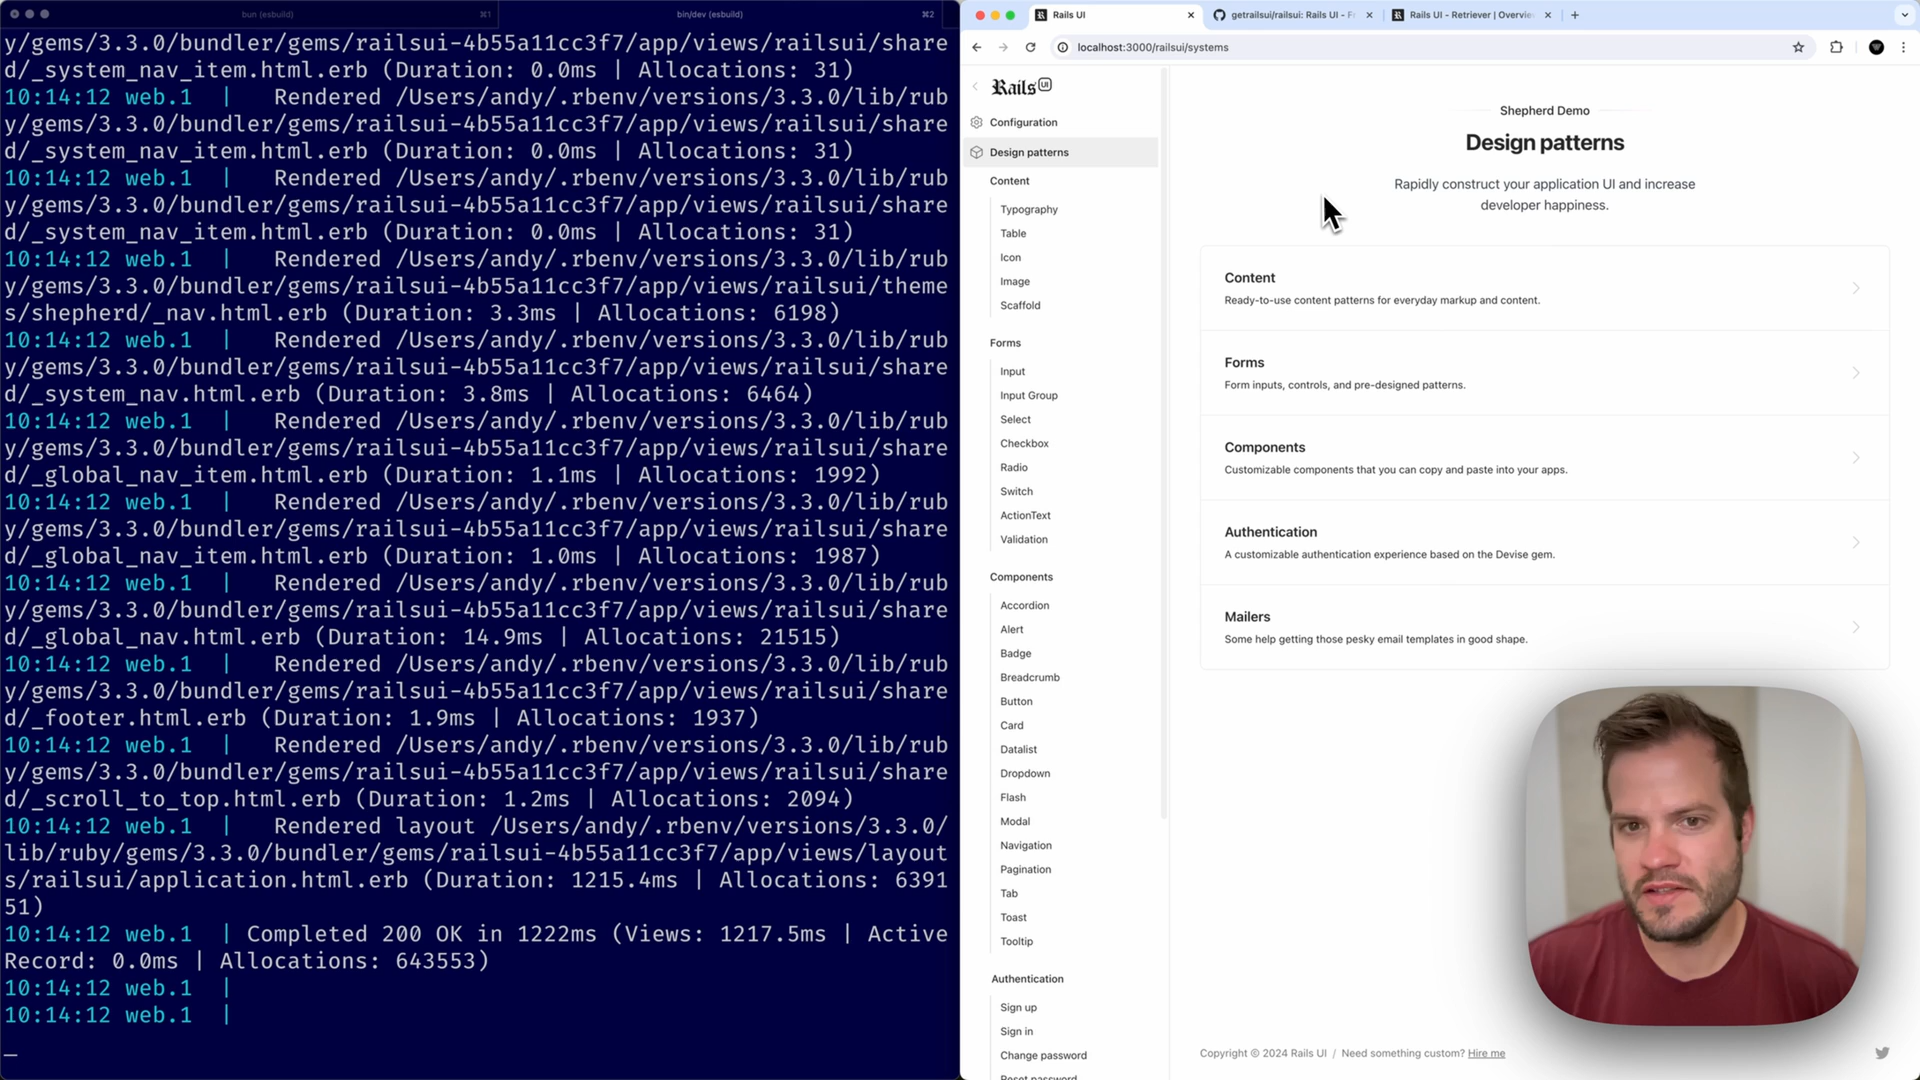 bun (esbuild)
⌘1
bin/dev (esbuild)
⌘2
y/gems/3.3.0/bundler/gems/railsui-4b55a11cc3f7/app/views/railsui/share
d/_system_nav_item.html.erb (Duration: 0.0ms | Allocations: 31)
10:14:12 web.1  |   Rendered /Users/andy/.rbenv/versions/3.3.0/lib/rub
y/gems/3.3.0/bundler/gems/railsui-4b55a11cc3f7/app/views/railsui/share
d/_system_nav_item.html.erb (Duration: 0.0ms | Allocations: 31)
10:14:12 web.1  |   Rendered /Users/andy/.rbenv/versions/3.3.0/lib/rub
y/gems/3.3.0/bundler/gems/railsui-4b55a11cc3f7/app/views/railsui/share
d/_system_nav_item.html.erb (Duration: 0.0ms | Allocations: 31)
10:14:12 web.1  |   Rendered /Users/andy/.rbenv/versions/3.3.0/lib/rub
y/gems/3.3.0/bundler/gems/railsui-4b55a11cc3f7/app/views/railsui/theme
s/shepherd/_nav.html.erb (Duration: 3.3ms | Allocations: 6198)
10:14:12 web.1  |   Rendered /Users/andy/.rbenv/versions/3.3.0/lib/rub
y/gems/3.3.0/bundler/gems/railsui-4b55a11cc3f7/app/views/railsui/share
d/_system_nav.html.erb (Duration: 3.8ms | Allocations: 6464)
10:14:12 web.1  |   Rendered /Users/andy/.rbenv/versions/3.3.0/lib/rub
y/gems/3.3.0/bundler/gems/railsui-4b55a11cc3f7/app/views/railsui/share
d/_global_nav_item.html.erb (Duration: 1.1ms | Allocations: 1992)
10:14:12 web.1  |   Rendered /Users/andy/.rbenv/versions/3.3.0/lib/rub
y/gems/3.3.0/bundler/gems/railsui-4b55a11cc3f7/app/views/railsui/share
d/_global_nav_item.html.erb (Duration: 1.0ms | Allocations: 1987)
10:14:12 web.1  |   Rendered /Users/andy/.rbenv/versions/3.3.0/lib/rub
y/gems/3.3.0/bundler/gems/railsui-4b55a11cc3f7/app/views/railsui/share
d/_global_nav.html.erb (Duration: 14.9ms | Allocations: 21515)
10:14:12 web.1  |   Rendered /Users/andy/.rbenv/versions/3.3.0/lib/rub
y/gems/3.3.0/bundler/gems/railsui-4b55a11cc3f7/app/views/railsui/share
d/_footer.html.erb (Duration: 1.9ms | Allocations: 1937)
10:14:12 web.1  |   Rendered /Users/andy/.rbenv/versions/3.3.0/lib/rub
y/gems/3.3.0/bundler/gems/railsui-4b55a11cc3f7/app/views/railsui/share
d/_scroll_to_top.html.erb (Duration: 1.2ms | Allocations: 2094)
10:14:12 web.1  |   Rendered layout /Users/andy/.rbenv/versions/3.3.0/
lib/ruby/gems/3.3.0/bundler/gems/railsui-4b55a11cc3f7/app/views/layout
s/railsui/application.html.erb (Duration: 1215.4ms | Allocations: 6391
51)
10:14:12 web.1  | Completed 200 OK in 1222ms (Views: 1217.5ms | Active
Record: 0.0ms | Allocations: 643553)
10:14:12 web.1  |
10:14:12 web.1  |
Rails UI
getrailsui/railsui: Rails UI - F
Rails UI - Retriever | Overvie
localhost:3000/railsui/systems
Rails UI
Configuration
Design patterns
Content
Typography
Table
Icon
Image
Scaffold
Forms
Input
Input Group
Select
Checkbox
Radio
Switch
ActionText
Validation
Components
Accordion
Alert
Badge
Breadcrumb
Button
Card
Datalist
Dropdown
Flash
Modal
Navigation
Pagination
Tab
Toast
Tooltip
Authentication
Sign up
Sign in
Change password
Reset password
Shepherd Demo
Design patterns
Rapidly construct your application UI and increase
developer happiness.
Content
Ready-to-use content patterns for everyday markup and content.
Forms
Form inputs, controls, and pre-designed patterns.
Components
Customizable components that you can copy and paste into your apps.
Authentication
A customizable authentication experience based on the Devise gem.
Mailers
Some help getting those pesky email templates in good shape.
Copyright © 2024 Rails UI / Need something custom? Hire me